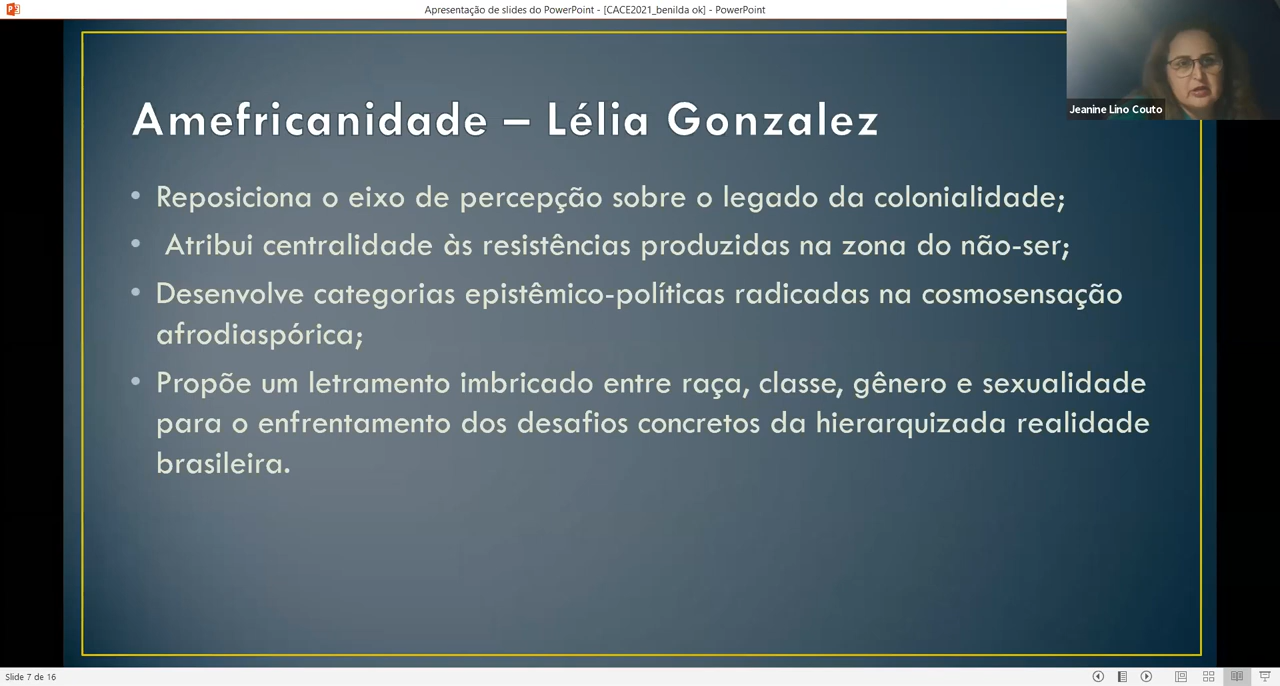 Apresentação de slides do PowerPoint - [CACE2021_benilda ok] - PowerPoint
Jeanine Lino Couto
Amefricanidade – Lélia Gonzalez
• Reposiciona o eixo de percepção sobre o legado da colonialidade;
• Atribui centralidade às resistências produzidas na zona do não-ser;
• Desenvolve categorias epistêmico-políticas radicadas na cosmosensação
afrodiaspórica;
• Propõe um letramento imbricado entre raça, classe, gênero e sexualidade
para o enfrentamento dos desafios concretos da hierarquizada realidade
brasileira.
Slide 7 de 16